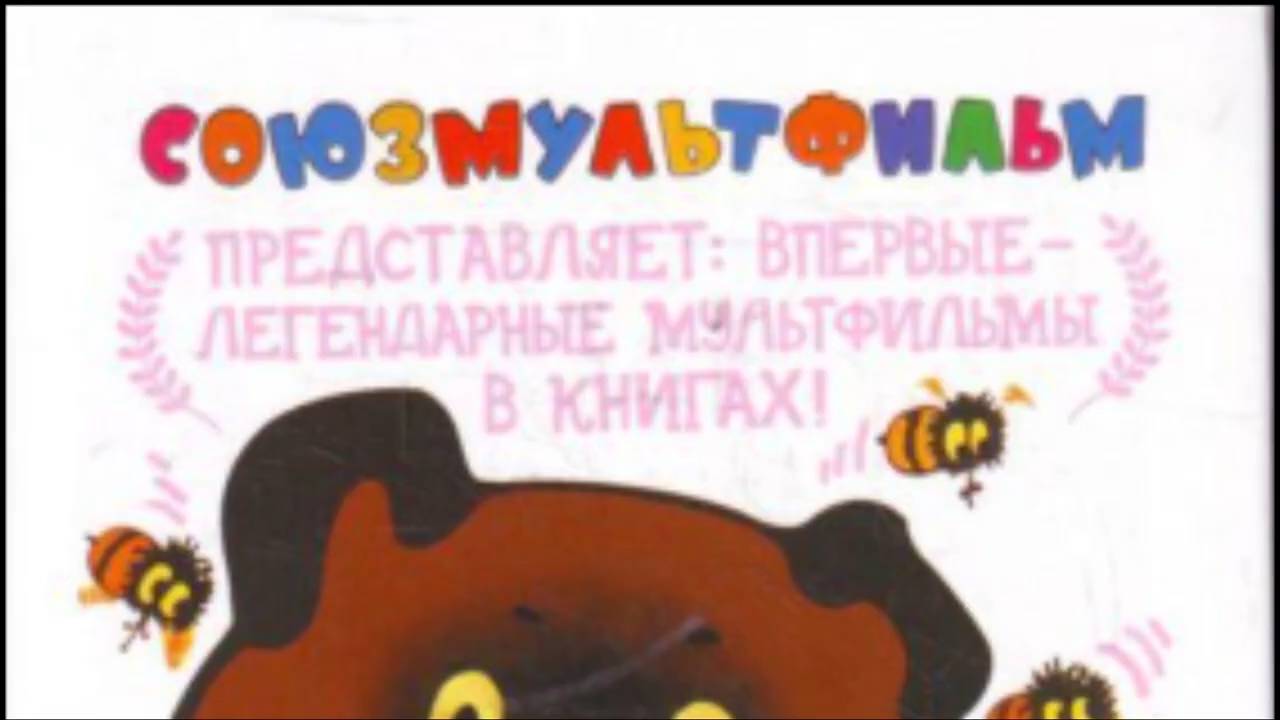 СОЮЗМУЛЬТФИЛЬМ
ПРЕДСТАВЛЯЕТ: ВПЕРВЫЕ-
ЛЕГЕНДАРНЫЕ МУЛЬТФИЛЬМЫ
В КНИГАХ!